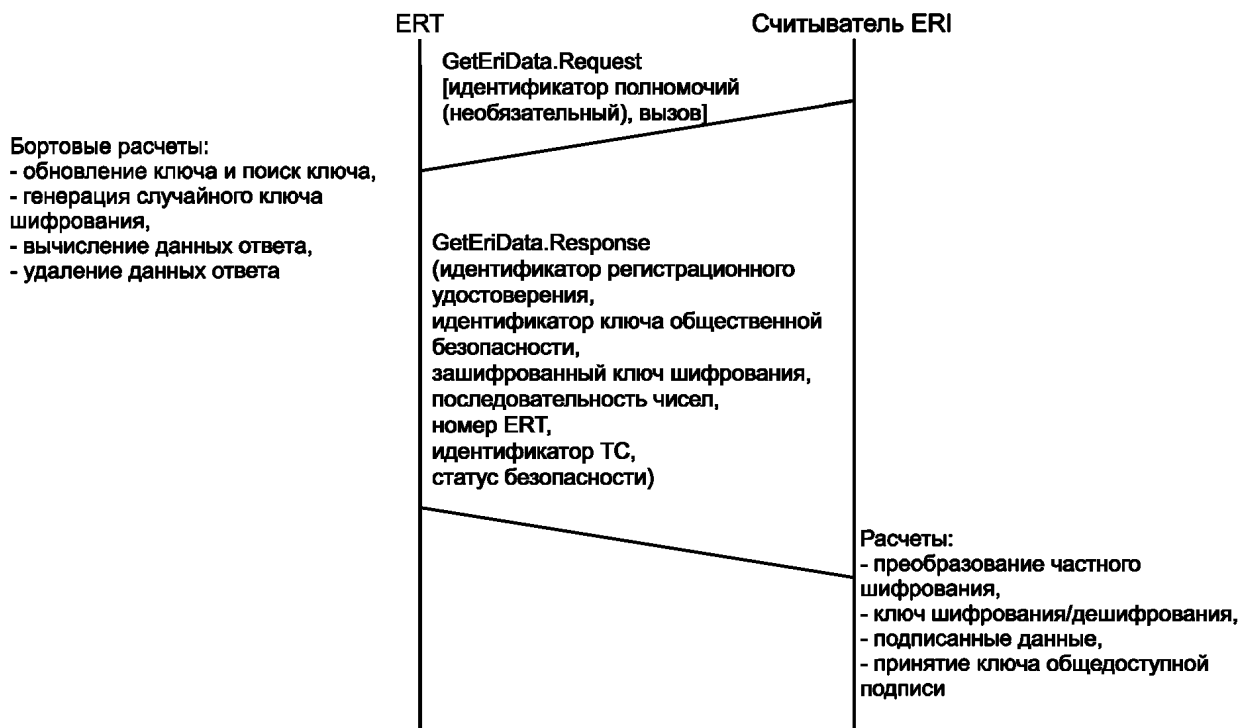 ERT
Считыватель ERI
GetEriData.Request
[идентификатор полномочий
(необязательный), вызов]
Бортовые расчеты:
- обновление ключа и поиск ключа,
- генерация случайного ключа
шифрования,
- вычисление данных ответа,
- удаление данных ответа
GetEriData.Response
(идентификатор регистрационного
удостоверения,
идентификатор ключа общественной
безопасности,
зашифрованный ключ шифрования,
последовательность чисел,
номер ERT,
идентификатор ТС,
статус безопасности)
Расчеты:
- преобразование частного
шифрования,
- ключ шифрования/дешифрования,
- подписанные данные,
- принятие ключа общедоступной
подписи